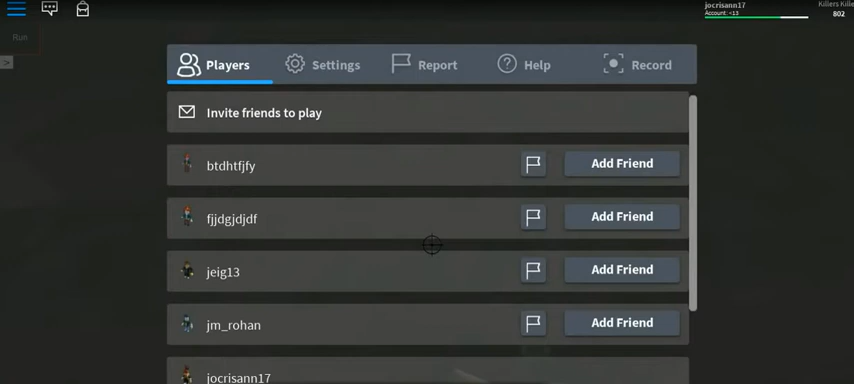 jocrisann17
Account: <13
Killers Kille
802
Run
>
Players
Settings
Report
Help
Record
Invite friends to play
btdhtfjfy
Add Friend
fjjdgjdjdf
Add Friend
jeig13
Add Friend
jm_rohan
Add Friend
jocrisann17